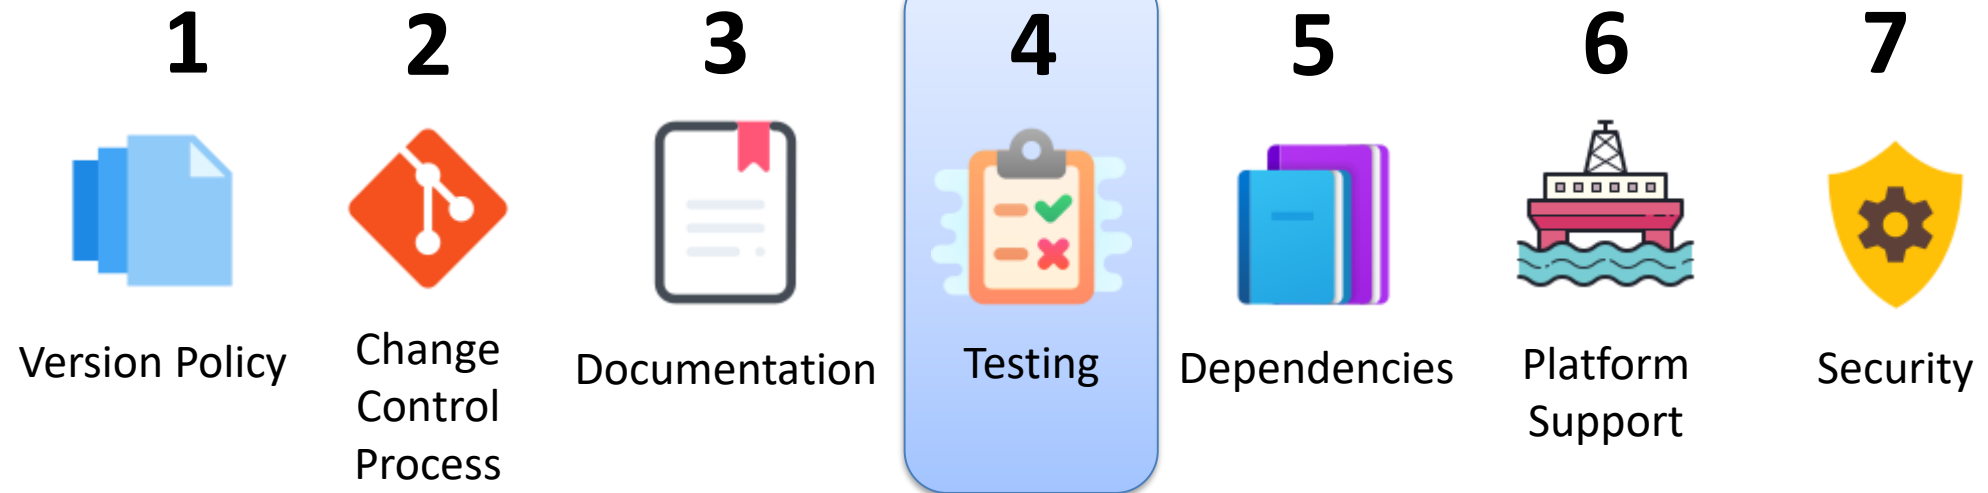 1 2 3 4 5 6 7
Version Policy
Change
Control
Process
Documentation
Testing
Dependencies
Platform
Support
Security